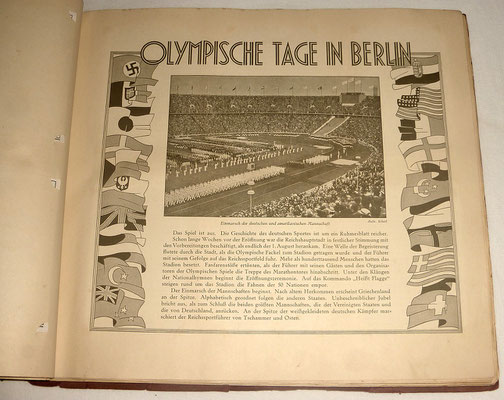 OLYMPISCHE TAGE IN BERLIN
Einmarsch der deutschen und amerikanischen Mannschaft
Das Spiel ist aus. Die Geschichte des deutschen Sportes ist um ein Ruhmesblatt reicher.
Schon lange Wochen vor der Eröffnung war die Reichshauptstadt in festlicher Stimmung mit
den Vorbereitungen beschäftigt, als endlich der 1. August herankam. Eine Welle der Begeisterung
flutete durch die Stadt, als die Olympische Fackel zum Stadion getragen wurde und der Führer
mit seinem Gefolge auf das Reichssportfeld fuhr. Mehr als hunderttausend Menschen hatten das
Stadion besetzt. Fanfarenstöße ertönten, als der Führer mit seinen Gästen und den Organisa-
toren der Olympischen Spiele die Treppe des Marathontores hinabschritt. Unter den Klängen
der Nationalhymnen beginnt die Eröffnungszeremonie. Auf das Kommando „Heißt Flagge"
steigen rund um das Stadion die Fahnen der Nationen empor.
Der Einmarsch der Mannschaften beginnt. Nach altem Herkommen erscheint Griechenland
an der Spitze. Alphabetisch geordnet folgen die anderen Staaten. Unbeschreiblicher Jubel
bricht aus, als zum Schluß die beiden größten Mannschaften, die der Vereinigten Staaten und
die von Deutschland, anrücken. An der Spitze der weißgekleideten deutschen Kämpfer mar-
schiert der Reichssportführer von Tschammer und Osten.